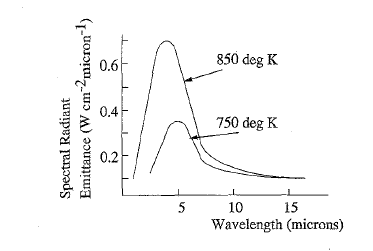 Spectral Radiant
Emittance (W cm-2micron-1)
0.6
0.4
0.2
850 deg K
750 deg K
5 10 15
Wavelength (microns)